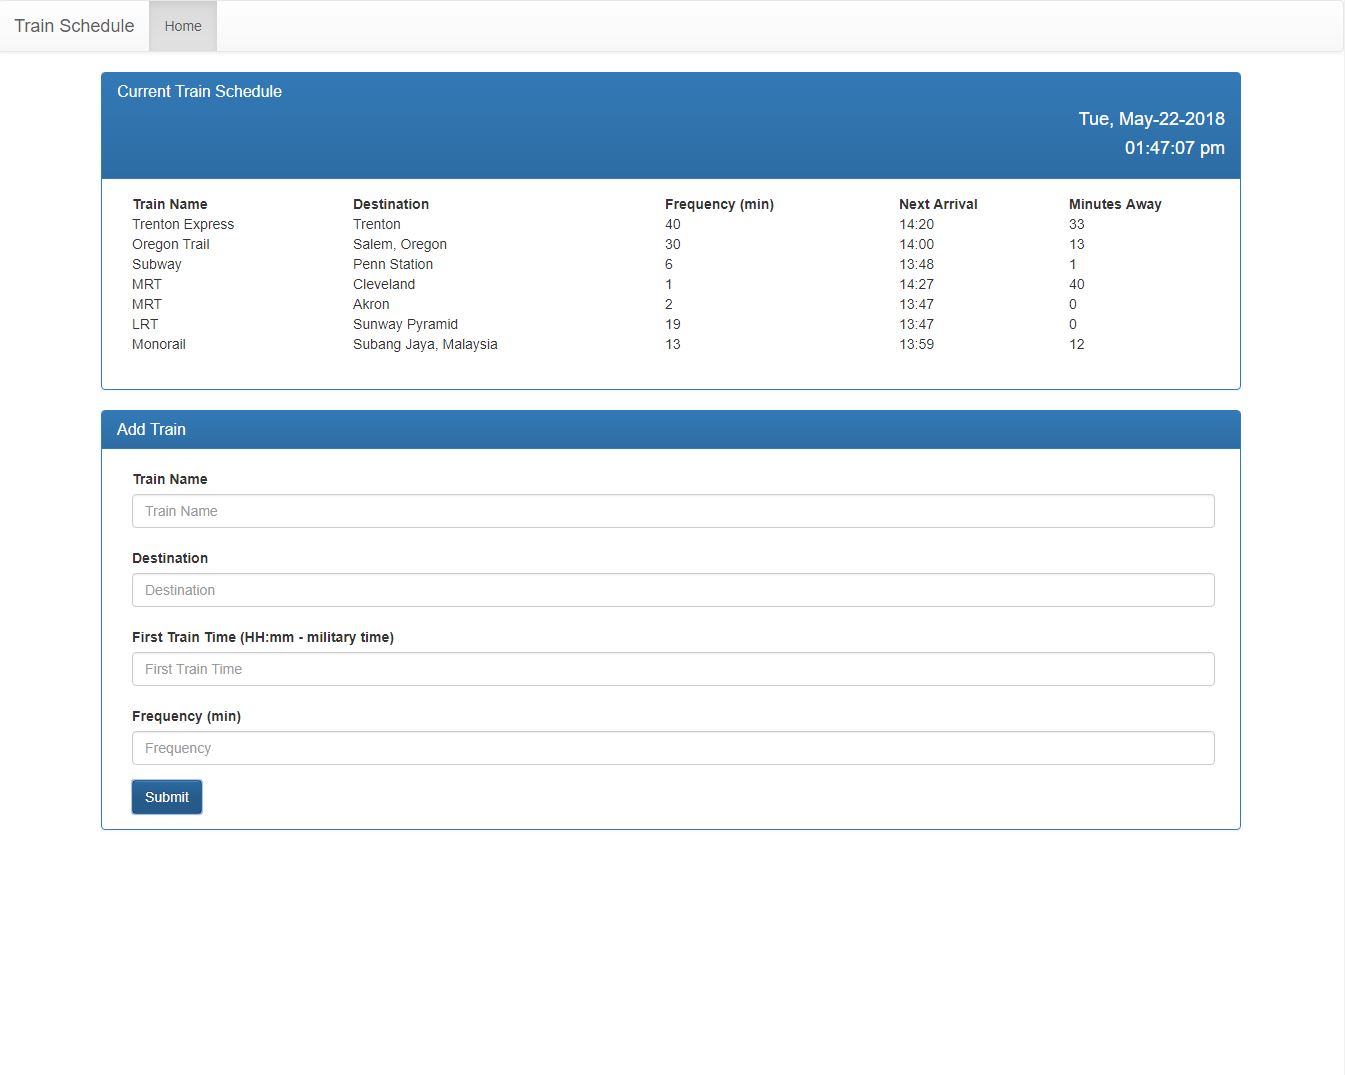 Train Schedule Home
Current Train Schedule
Tue, May-22-2018
01:47:07 pm
Train Name Destination Frequency (min) Next Arrival Minutes Away
Trenton Express Trenton 40 14:20 33
Oregon Trail Salem, Oregon 30 14:00 13
Subway Penn Station 6 13:48 1
MRT Cleveland 1 14:27 40
MRT Akron 2 13:47 0
LRT Sunway Pyramid 19 13:47 0
Monorail Subang Jaya, Malaysia 13 13:59 12
Add Train
Train Name
Train Name
Destination
Destination
First Train Time (HH:mm - military time)
First Train Time
Frequency (min)
Frequency
Submit